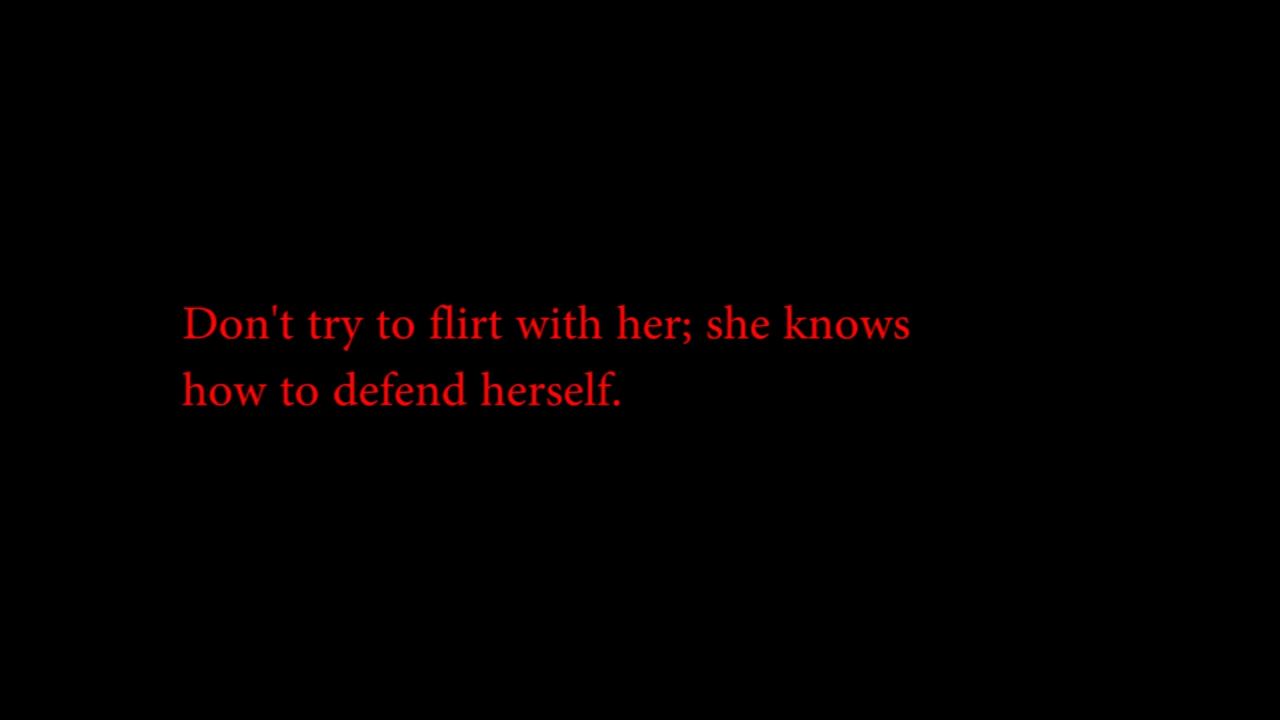 Don't try to flirt with her; she knows
how to defend herself.